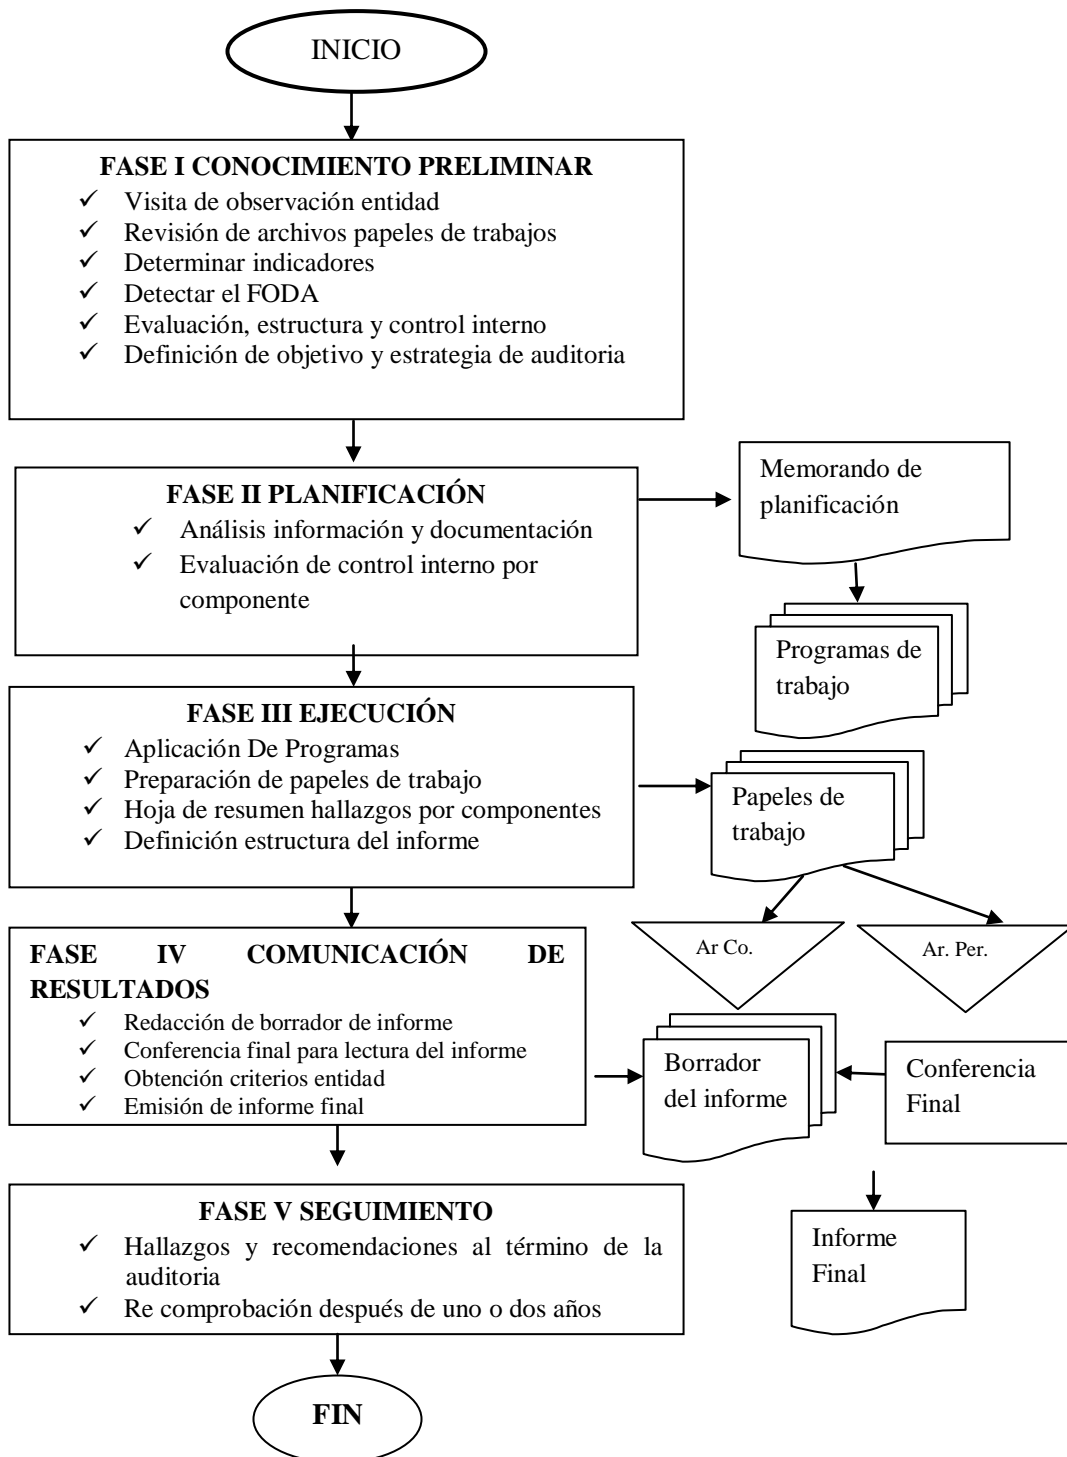 INICIO
FASE I CONOCIMIENTO PRELIMINAR
✓ Visita de observación entidad
✓ Revisión de archivos papeles de trabajos
✓ Determinar indicadores
✓ Detectar el FODA
✓ Evaluación, estructura y control interno
✓ Definición de objetivo y estrategia de auditoria
FASE II PLANIFICACIÓN
✓ Análisis información y documentación
✓ Evaluación de control interno por
componente
Memorando de
planificación
Programas de
trabajo
FASE III EJECUCIÓN
✓ Aplicación De Programas
✓ Preparación de papeles de trabajo
✓ Hoja de resumen hallazgos por componentes
✓ Definición estructura del informe
Papeles de
trabajo
Ar Co.
Ar. Per.
FASE IV COMUNICACIÓN DE
RESULTADOS
✓ Redacción de borrador de informe
✓ Conferencia final para lectura del informe
✓ Obtención criterios entidad
✓ Emisión de informe final
Borrador
del informe
Conferencia
Final
FASE V SEGUIMIENTO
✓ Hallazgos y recomendaciones al término de la
auditoria
✓ Re comprobación después de uno o dos años
Informe
Final
FIN